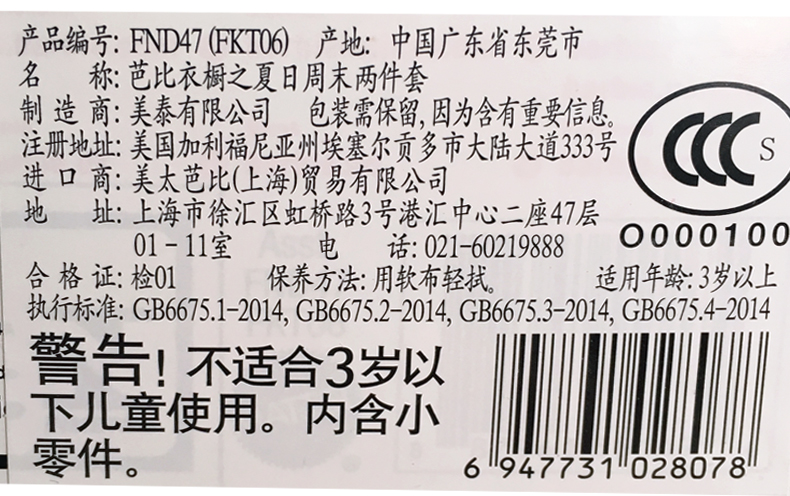 产品编号: FND47 (FKT06) 产地: 中国广东省东莞市
名 称: 芭比衣橱之夏日周末两件套
制 造 商: 美泰有限公司 包装需保留,因为含有重要信息。
注册地址: 美国加利福尼亚州埃塞尔贡多市大陆大道333号
进 口 商: 美太芭比(上海)贸易有限公司
地 址: 上海市徐汇区虹桥路3号港汇中心二座47层
01-11室 电 话: 021-60219888
CCC S
0000100
合 格 证: 检01 保养方法: 用软布轻拭。 适用年龄: 3岁以上
执行标准: GB6675.1-2014, GB6675.2-2014, GB6675.3-2014, GB6675.4-2014
警告! 不适合3岁以
下儿童使用。内含小
零件。
6 947731 028078